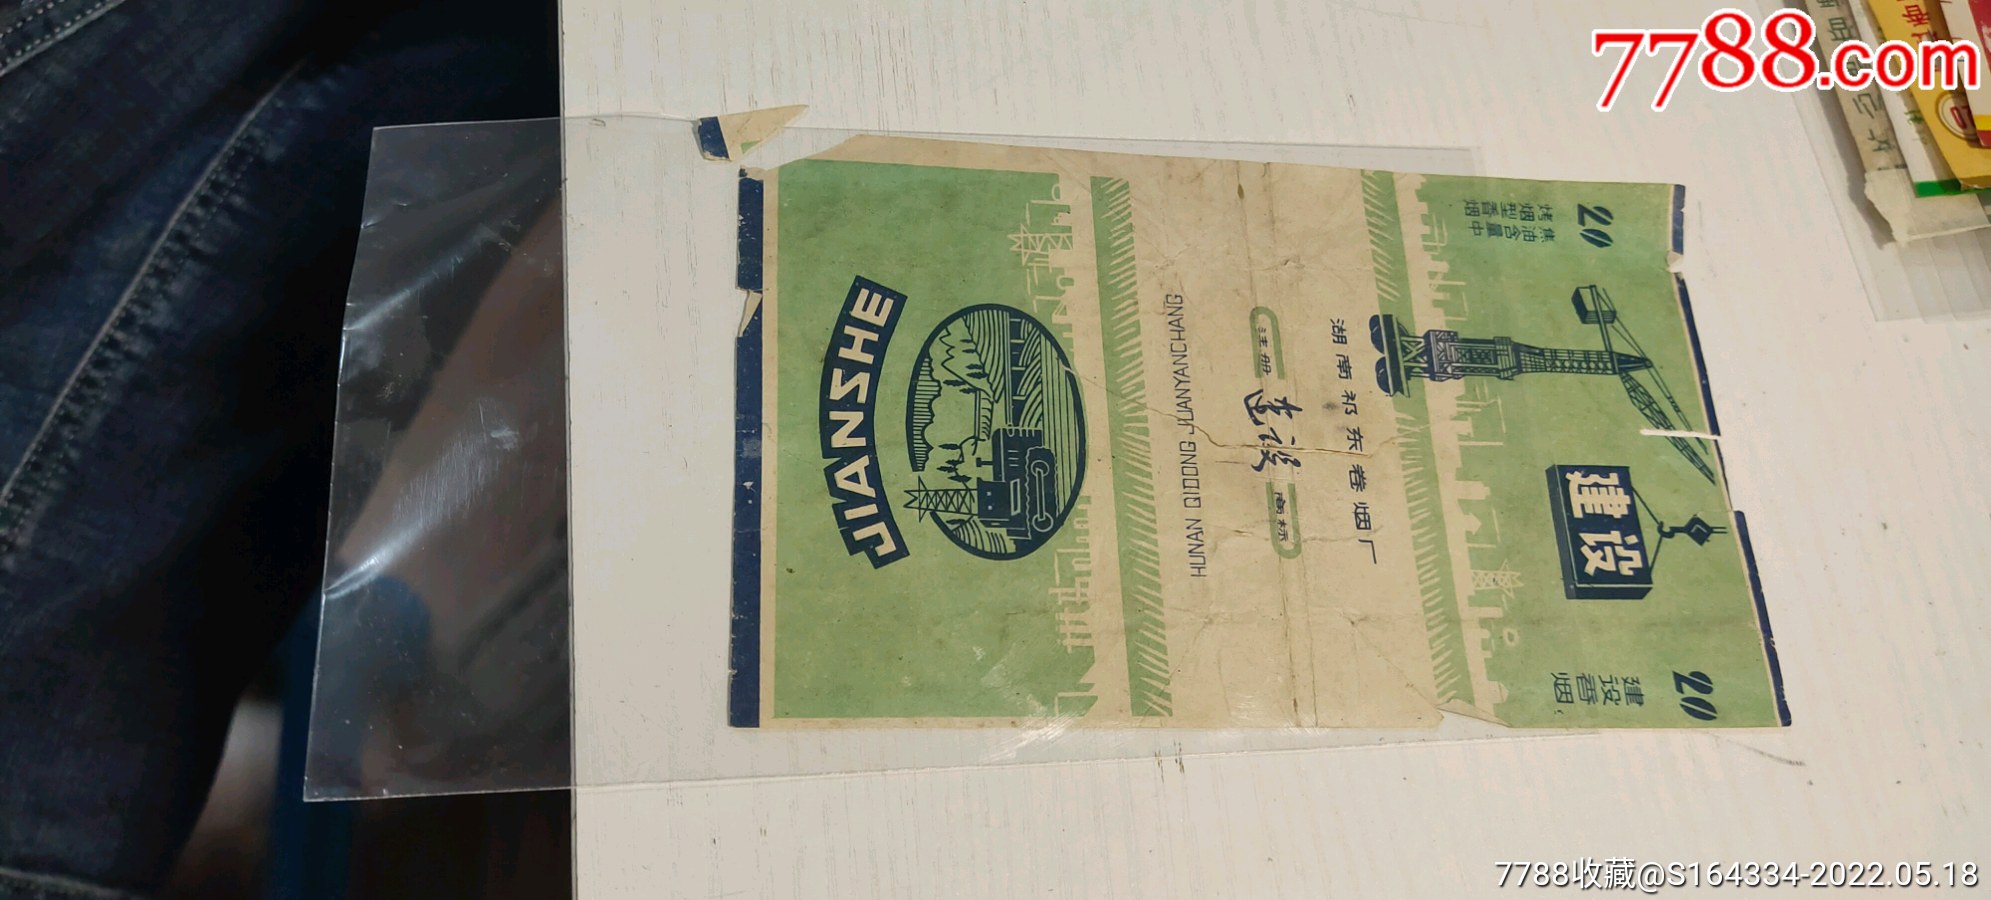 7788.com
JIANSHE
HUNAN QIDONG JUANYANCHANG
注册
建设
商标
湖南祁东卷烟厂
20
烤烟型香烟
焦油含量中
建设
20
建设
香烟
7788收藏@S164334-2022.05.18